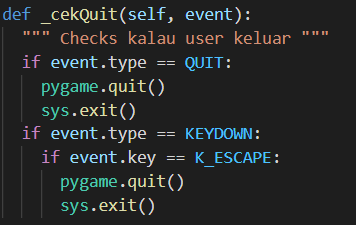 def _cekQuit(self, event):
  """ Checks kalau user keluar """
  if event.type == QUIT:
    pygame.quit()
    sys.exit()
  if event.type == KEYDOWN:
    if event.key == K_ESCAPE:
      pygame.quit()
      sys.exit()